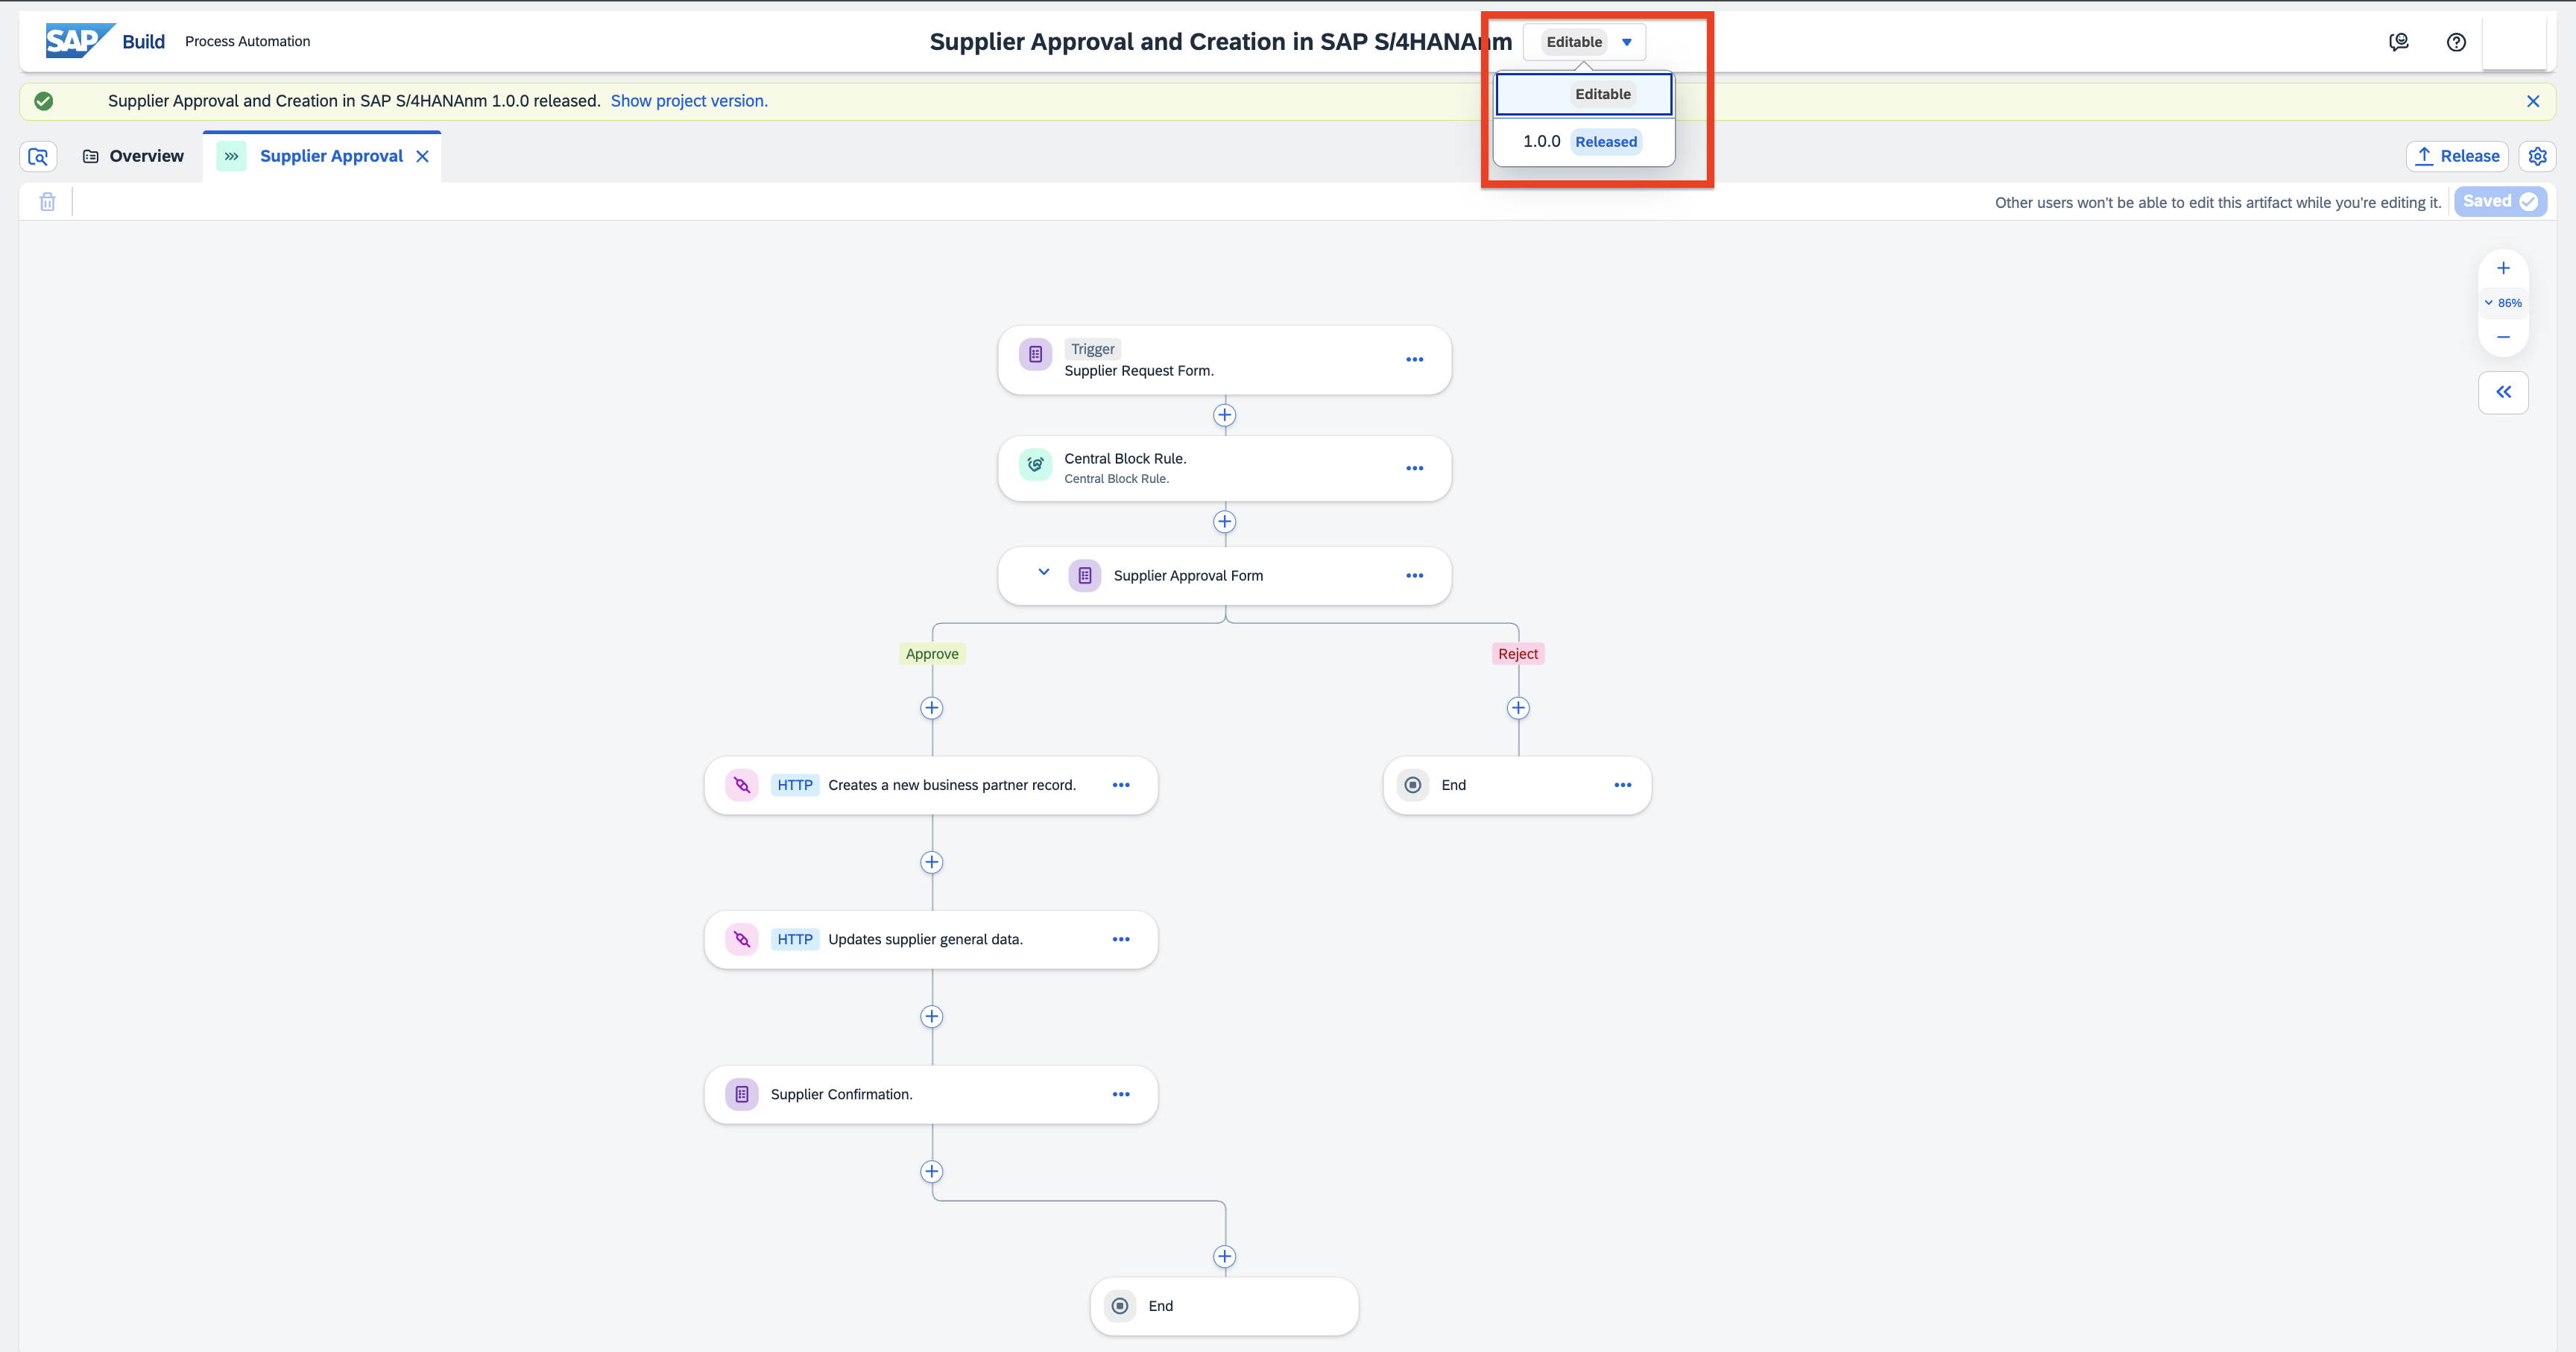 SAP Build Process Automation
Supplier Approval and Creation in SAP S/4HANAnm Editable
Editable
1.0.0 Released
Supplier Approval and Creation in SAP S/4HANAnm 1.0.0 released. Show project version.
Overview Supplier Approval Release
Other users won't be able to edit this artifact while you're editing it. Saved
86%
Trigger
Supplier Request Form.
Central Block Rule.
Central Block Rule.
Supplier Approval Form
Approve Reject
HTTP Creates a new business partner record. End
HTTP Updates supplier general data.
Supplier Confirmation.
End